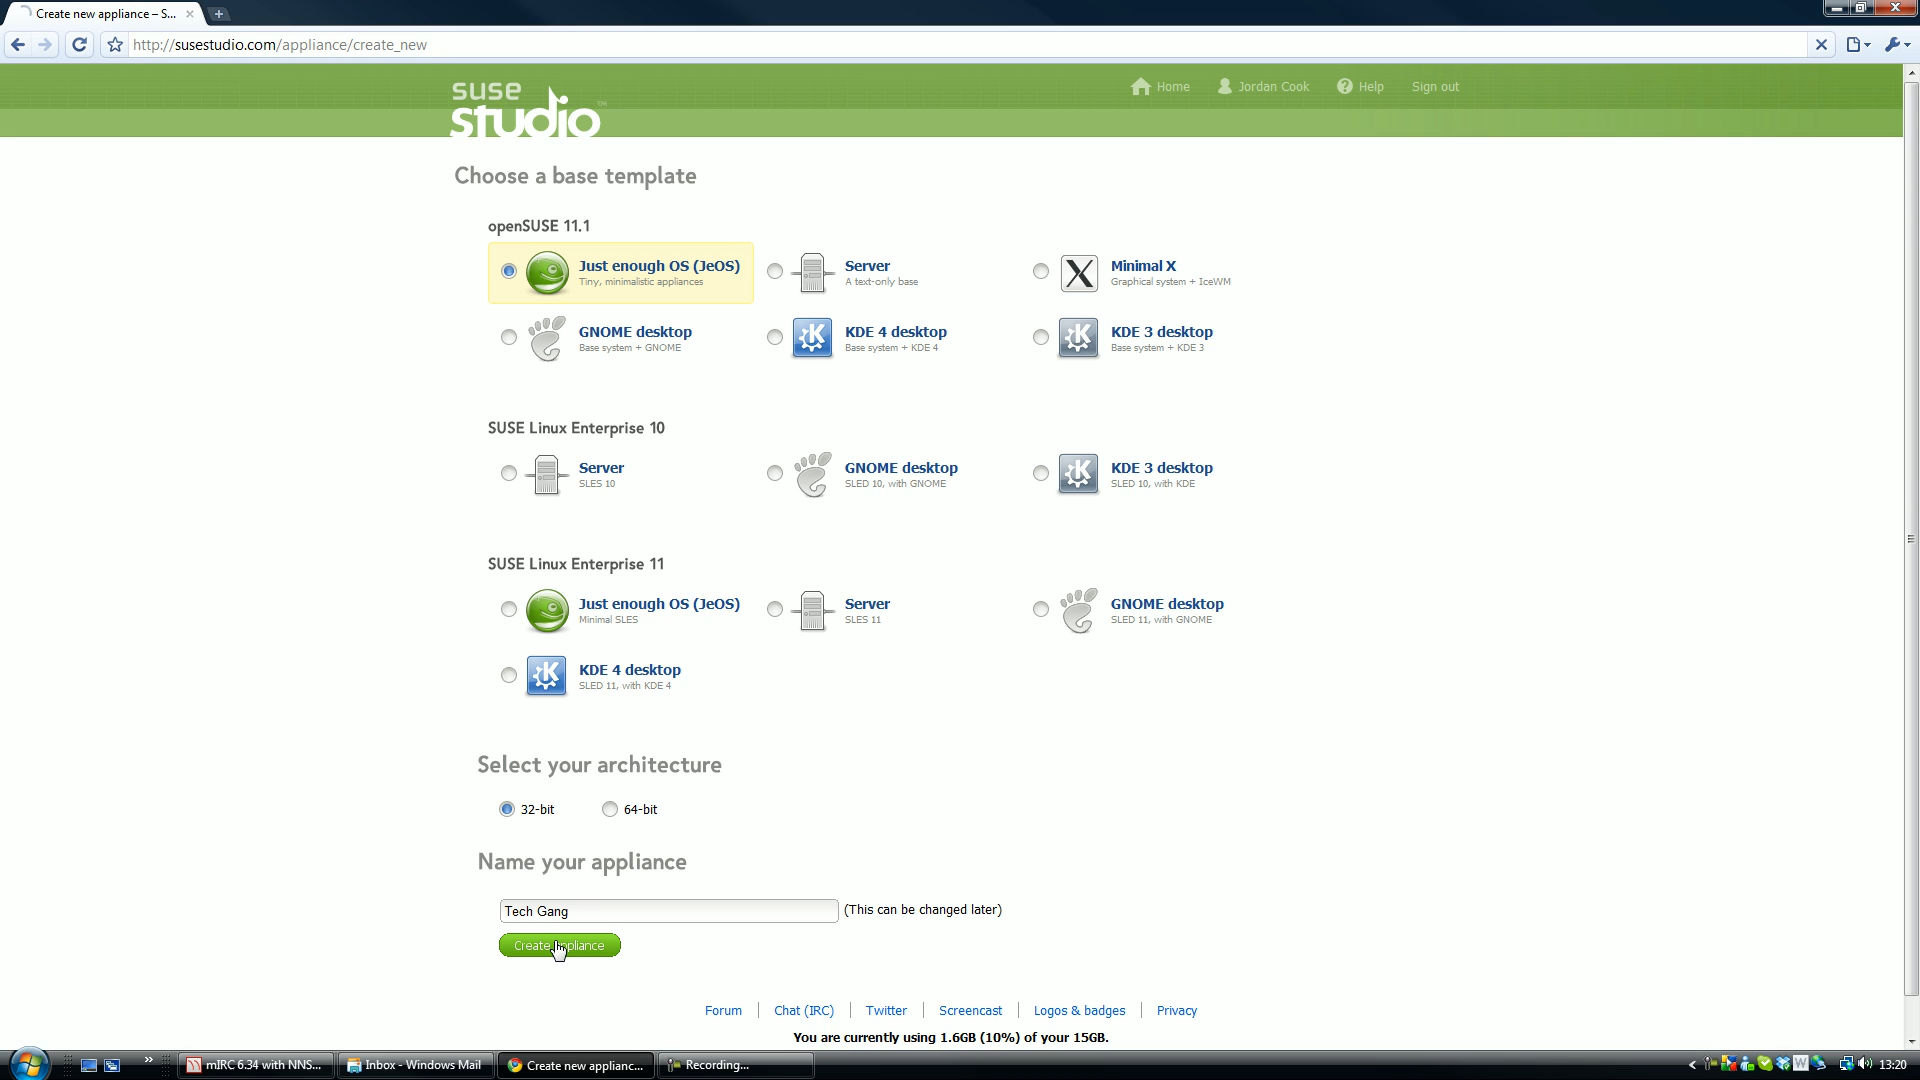 Create new appliance – S...
http://susestudio.com/appliance/create_new
suse studio™
Home
Jordan Cook
Help
Sign out
Choose a base template
openSUSE 11.1
Just enough OS (JeOS)
Tiny, minimalistic appliances
Server
A text-only base
Minimal X
Graphical system + IceWM
GNOME desktop
Base system + GNOME
KDE 4 desktop
Base system + KDE 4
KDE 3 desktop
Base system + KDE 3
SUSE Linux Enterprise 10
Server
SLES 10
GNOME desktop
SLED 10, with GNOME
KDE 3 desktop
SLED 10, with KDE
SUSE Linux Enterprise 11
Just enough OS (JeOS)
Minimal SLES
Server
SLES 11
GNOME desktop
SLED 11, with GNOME
KDE 4 desktop
SLED 11, with KDE 4
Select your architecture
32-bit
64-bit
Name your appliance
Tech Gang
(This can be changed later)
Create appliance
Forum
Chat (IRC)
Twitter
Screencast
Logos & badges
Privacy
You are currently using 1.6GB (10%) of your 15GB.
mIRC 6.34 with NNS...
Inbox - Windows Mail
Create new applianc...
Recording...
13:20